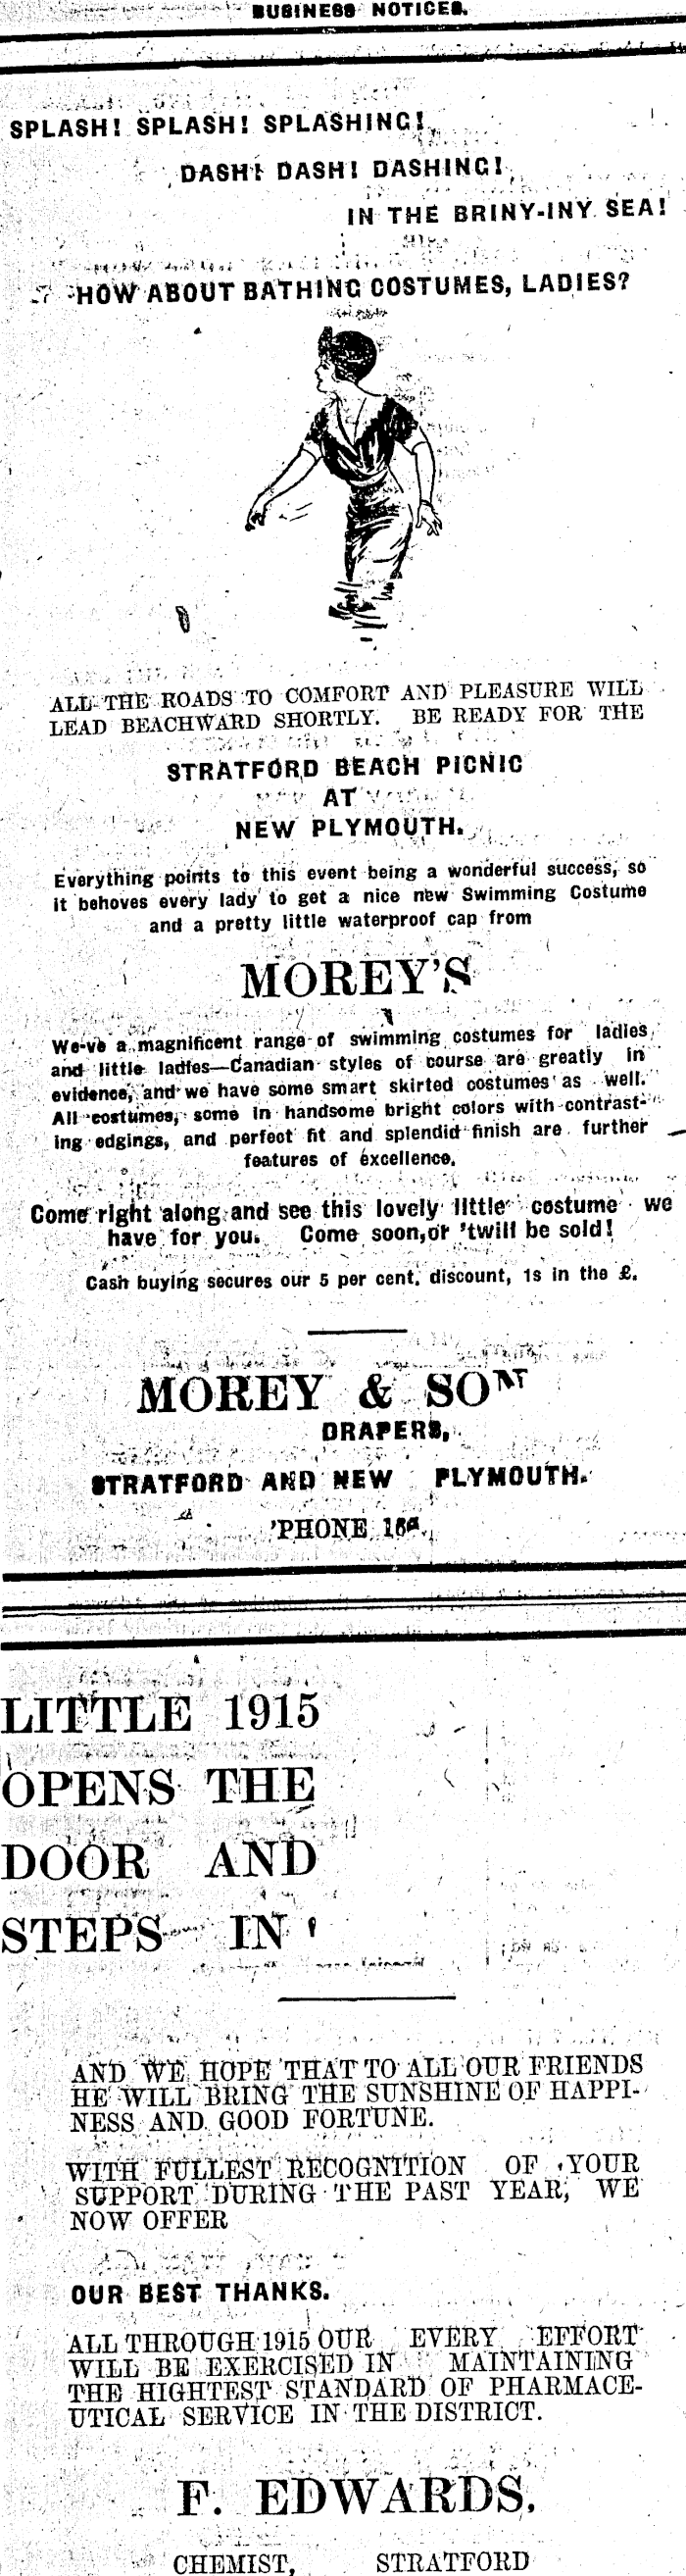 BUSINESS NOTICES.
SPLASH! SPLASH! SPLASHING!
DASH! DASH! DASHING!
IN THE BRINY-INY SEA!
HOW ABOUT BATHING COSTUMES, LADIES?
ALL THE ROADS TO COMFORT AND PLEASURE WILL
LEAD BEACHWARD SHORTLY. BE READY FOR THE
STRATFORD BEACH PICNIC
AT
NEW PLYMOUTH.
Everything points to this event being a wonderful success, so
it behoves every lady to get a nice new Swimming Costume
and a pretty little waterproof cap from
MOREY'S
We-ve a magnificent range of swimming costumes for ladies
and little ladies—Canadian styles of course are greatly in
evidence, and we have some smart skirted costumes as well.
All costumes, some in handsome bright colors with contrast-
ing edgings, and perfect fit and splendid finish are further
features of excellence.
Come right along and see this lovely little costume we
have for you. Come soon, or 'twill be sold!
Cash buying secures our 5 per cent. discount, 1s in the £.
MOREY & SON
DRAPERS,
STRATFORD AND NEW PLYMOUTH.
'PHONE
LITTLE 1915
OPENS THE
DOOR AND
STEPS IN !
AND WE HOPE THAT TO ALL OUR FRIENDS
HE WILL BRING THE SUNSHINE OF HAPPI-
NESS AND GOOD FORTUNE.
WITH FULLEST RECOGNITION OF YOUR
SUPPORT DURING THE PAST YEAR, WE
NOW OFFER
OUR BEST THANKS.
ALL THROUGH 1915 OUR EVERY EFFORT
WILL BE EXERCISED IN MAINTAINING
THE HIGHTEST STANDARD OF PHARMACE-
UTICAL SERVICE IN THE DISTRICT.
F. EDWARDS.
CHEMIST, STRATFORD